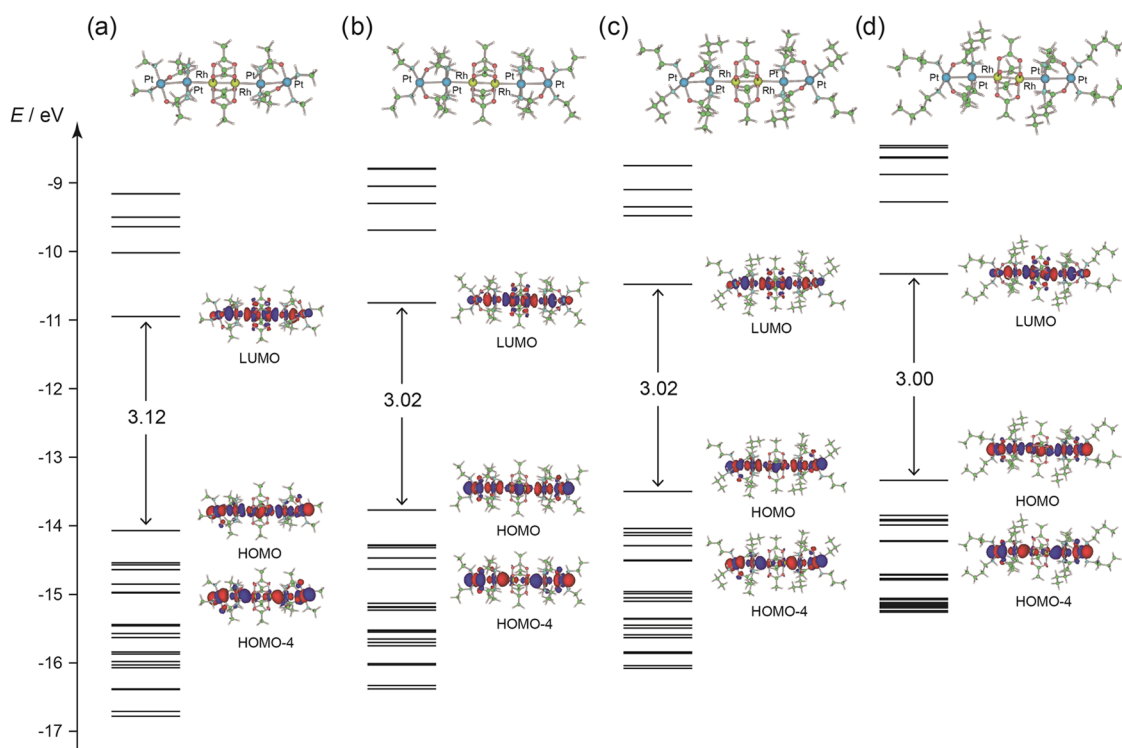 (a)
(b)
(c)
(d)
Pt
Rh
Pt
Rh
Pt
Pt
Pt
Rh
Pt
Rh
Pt
Pt
Pt
Rh
Pt
Rh
Pt
Pt
Pt
Rh
Pt
Rh
Pt
Pt
E / eV
-9
-10
-11
-12
-13
-14
-15
-16
-17
LUMO
3.12
HOMO
HOMO-4
LUMO
3.02
HOMO
HOMO-4
LUMO
3.02
HOMO
HOMO-4
LUMO
3.00
HOMO
HOMO-4